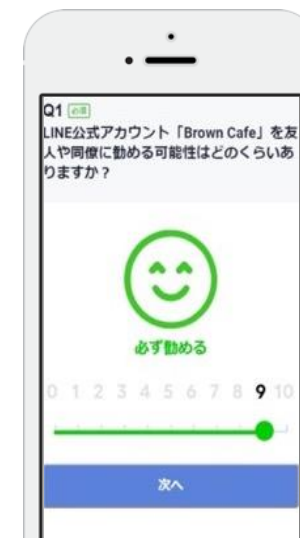 Q1 必須
LINE公式アカウント「Brown Cafe」を友
人や同僚に勧める可能性はどのくらいあ
りますか？
必ず勧める
0 1 2 3 4 5 6 7 8 9 10
次へ